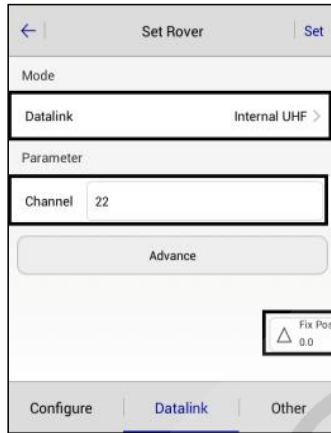 ← Set Rover Set
Mode
Datalink Internal UHF >
Parameter
Channel 22
Advance
Fix Pos
0.0
Configure Datalink Other